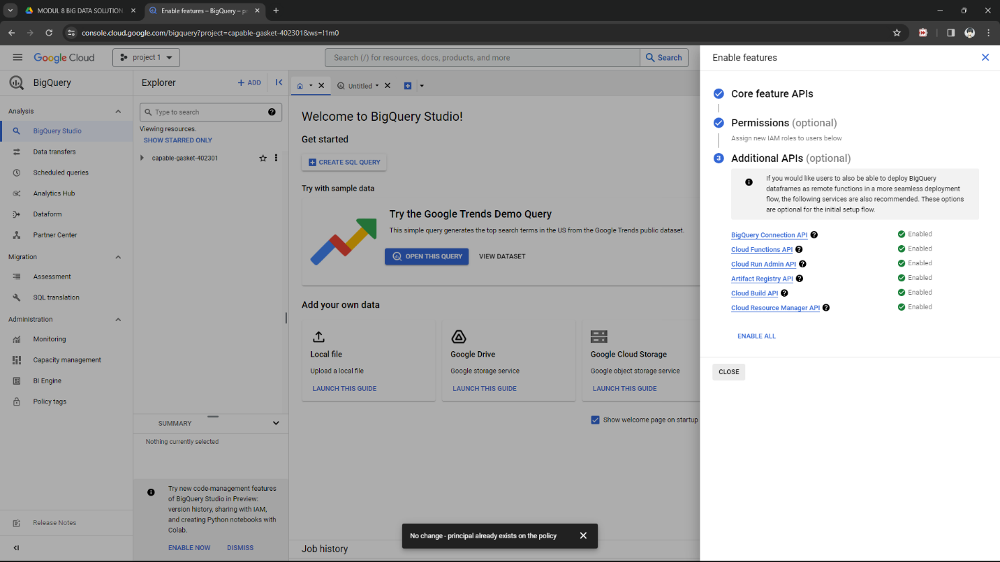 MODUL 8 BIG DATA SOLUTION
Enable features – BigQuery – pr
console.cloud.google.com/bigquery?project=capable-gasket-402301&ws=!1m0
Google Cloud
project 1
Search (/) for resources, docs, products, and more
Search
BigQuery
Analysis
BigQuery Studio
Data transfers
Scheduled queries
Analytics Hub
Dataform
Partner Center
Migration
Assessment
SQL translation
Administration
Monitoring
Capacity management
BI Engine
Policy tags
Release Notes
Explorer
+ ADD
Type to search
Viewing resources.
SHOW STARRED ONLY
capable-gasket-402301
SUMMARY
Nothing currently selected
Try new code-management features
of BigQuery Studio in Preview:
version history, sharing with IAM,
and creating Python notebooks with
Colab.
ENABLE NOW DISMISS
Untitled
Welcome to BigQuery Studio!
Get started
CREATE SQL QUERY
Try with sample data
Try the Google Trends Demo Query
This simple query generates the top search terms in the US from the Google Trends public dataset.
OPEN THIS QUERY VIEW DATASET
Add your own data
Local file
Upload a local file
LAUNCH THIS GUIDE
Google Drive
Google storage service
LAUNCH THIS GUIDE
Google Cloud Storage
Google object storage service
LAUNCH THIS GUIDE
Show welcome page on startup
No change - principal already exists on the policy
Job history
Enable features
Core feature APIs
Permissions (optional)
Assign new IAM roles to users below
3 Additional APIs (optional)
If you would like users to also be able to deploy BigQuery
dataframes as remote functions in a more seamless deployment
flow, the following services are also recommended. These options
are optional for the initial setup flow.
BigQuery Connection API Enabled
Cloud Functions API Enabled
Cloud Run Admin API Enabled
Artifact Registry API Enabled
Cloud Build API Enabled
Cloud Resource Manager API Enabled
ENABLE ALL
CLOSE